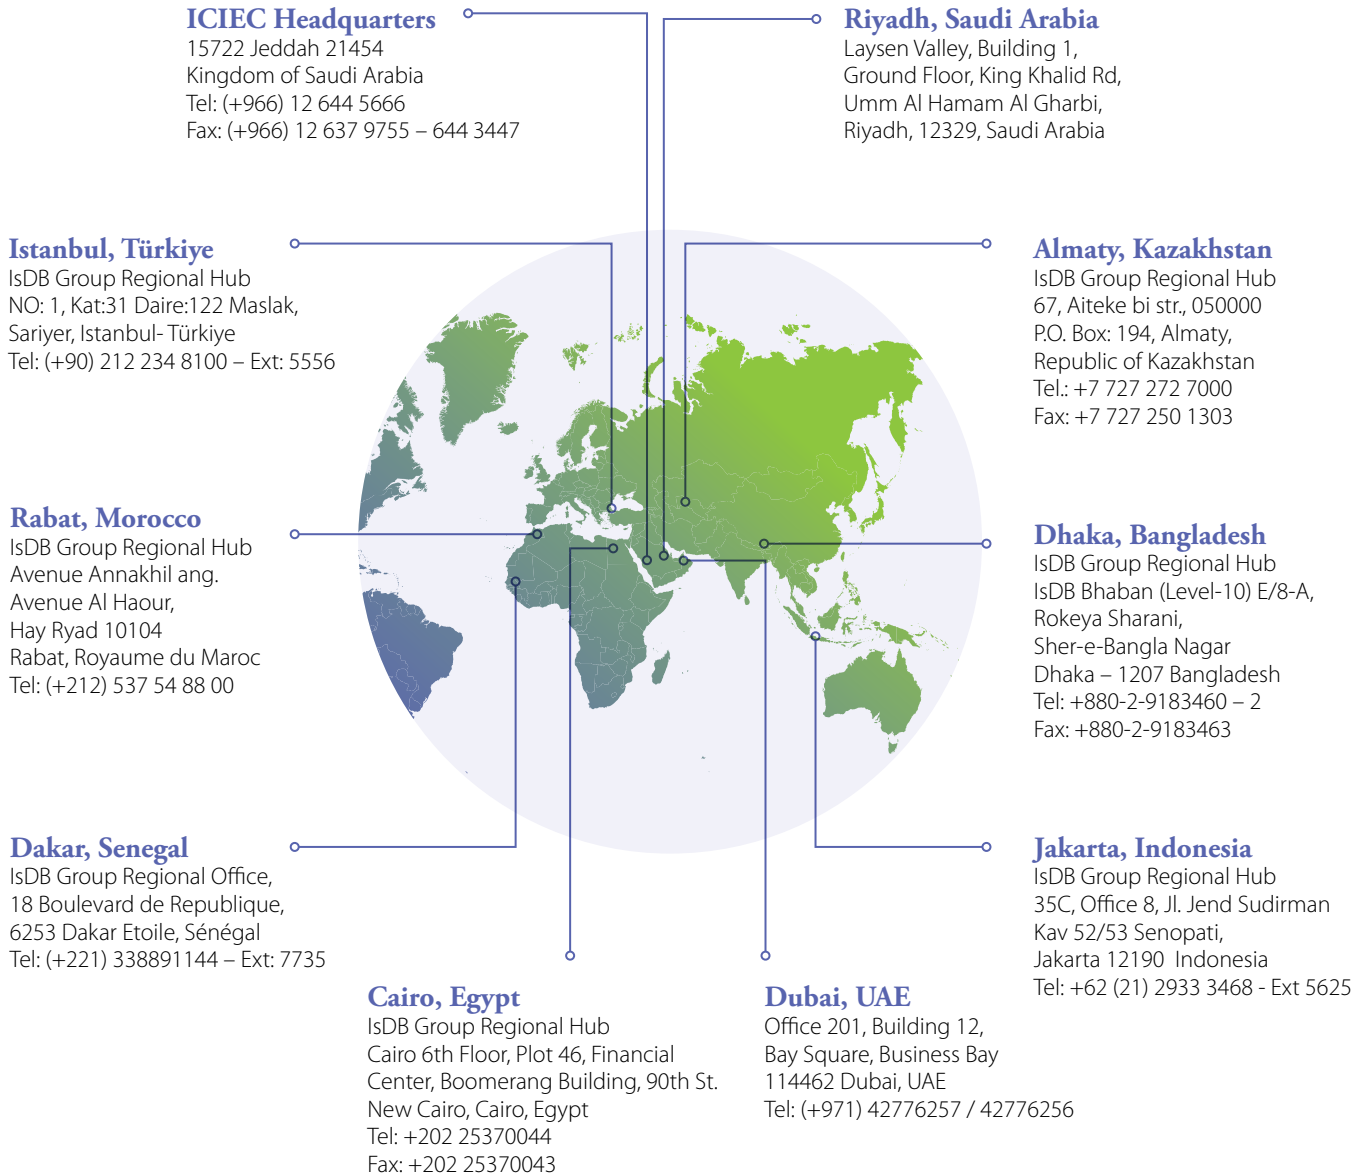 ICIEC Headquarters
15722 Jeddah 21454
Kingdom of Saudi Arabia
Tel: (+966) 12 644 5666
Fax: (+966) 12 637 9755 – 644 3447
Riyadh, Saudi Arabia
Laysen Valley, Building 1,
Ground Floor, King Khalid Rd,
Umm Al Hamam Al Gharbi,
Riyadh, 12329, Saudi Arabia
Istanbul, Türkiye
IsDB Group Regional Hub
NO: 1, Kat:31 Daire:122 Maslak,
Sariyer, Istanbul- Türkiye
Tel: (+90) 212 234 8100 – Ext: 5556
Almaty, Kazakhstan
IsDB Group Regional Hub
67, Aiteke bi str., 050000
P.O. Box: 194, Almaty,
Republic of Kazakhstan
Tel.: +7 727 272 7000
Fax: +7 727 250 1303
Rabat, Morocco
IsDB Group Regional Hub
Avenue Annakhil ang.
Avenue Al Haour,
Hay Ryad 10104
Rabat, Royaume du Maroc
Tel: (+212) 537 54 88 00
Dhaka, Bangladesh
IsDB Group Regional Hub
IsDB Bhaban (Level-10) E/8-A,
Rokeya Sharani,
Sher-e-Bangla Nagar
Dhaka – 1207 Bangladesh
Tel: +880-2-9183460 – 2
Fax: +880-2-9183463
Dakar, Senegal
IsDB Group Regional Office,
18 Boulevard de Republique,
6253 Dakar Etoile, Sénégal
Tel: (+221) 338891144 – Ext: 7735
Jakarta, Indonesia
IsDB Group Regional Hub
35C, Office 8, Jl. Jend Sudirman
Kav 52/53 Senopati,
Jakarta 12190 Indonesia
Tel: +62 (21) 2933 3468 - Ext 5625
Cairo, Egypt
IsDB Group Regional Hub
Cairo 6th Floor, Plot 46, Financial
Center, Boomerang Building, 90th St.
New Cairo, Cairo, Egypt
Tel: +202 25370044
Fax: +202 25370043
Dubai, UAE
Office 201, Building 12,
Bay Square, Business Bay
114462 Dubai, UAE
Tel: (+971) 42776257 / 42776256